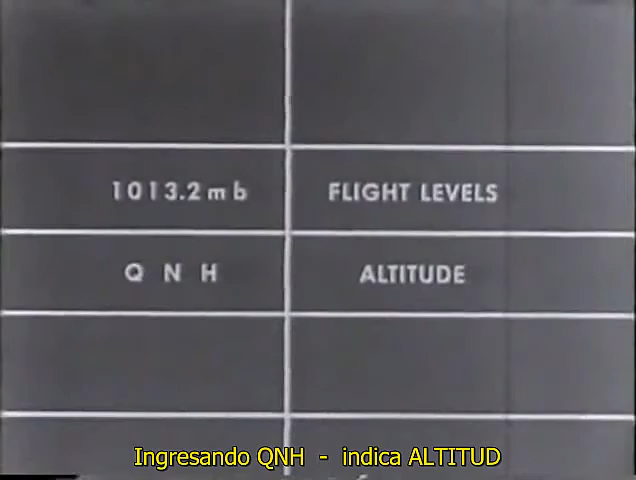 1013.2 mb FLIGHT LEVELS
Q N H ALTITUDE
Ingresando QNH - indica ALTITUD